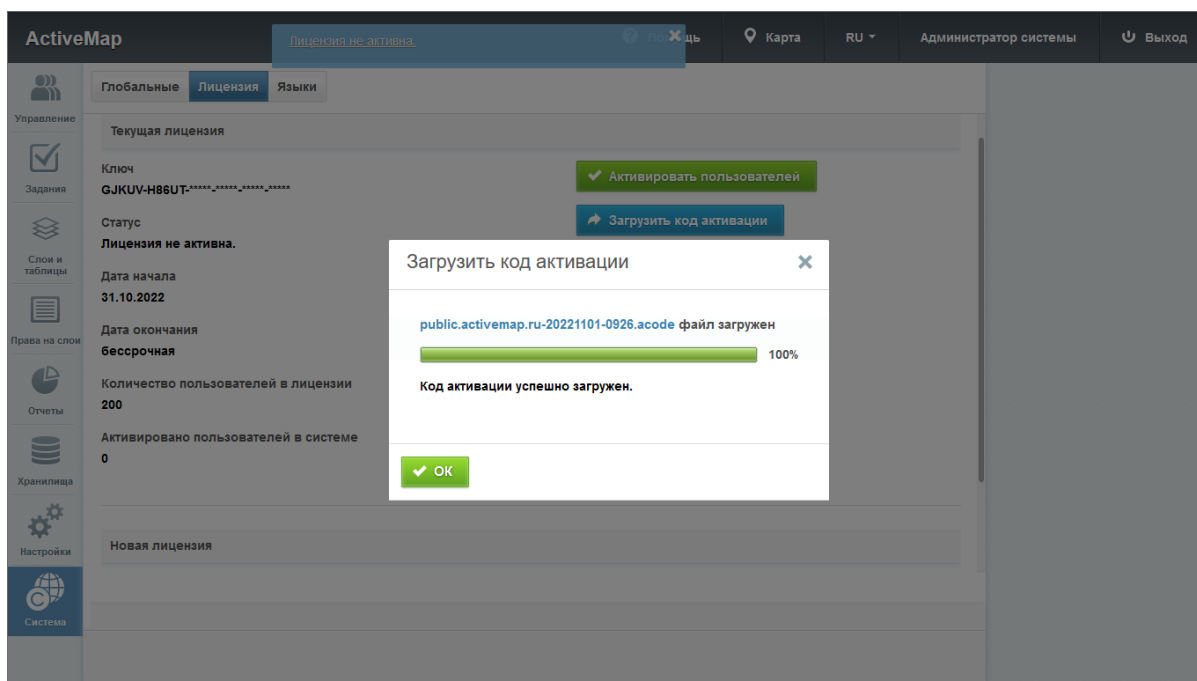 ActiveMap
Лицензия не активна.
Помощь
Карта
RU
Администратор системы
Выход
Управление
Задания
Слои и
таблицы
Права на слои
Отчеты
Хранилища
Настройки
Система
Глобальные Лицензия Языки
Текущая лицензия
Ключ
GJKUV-H86UT-*****-*****-*****-*****
Активировать пользователей
Статус
Загрузить код активации
Лицензия не активна.
Дата начала
31.10.2022
Дата окончания
бессрочная
Количество пользователей в лицензии
200
Активировано пользователей в системе
0
Новая лицензия
Загрузить код активации
public.activemap.ru-20221101-0926.acode файл загружен
100%
Код активации успешно загружен.
ОК